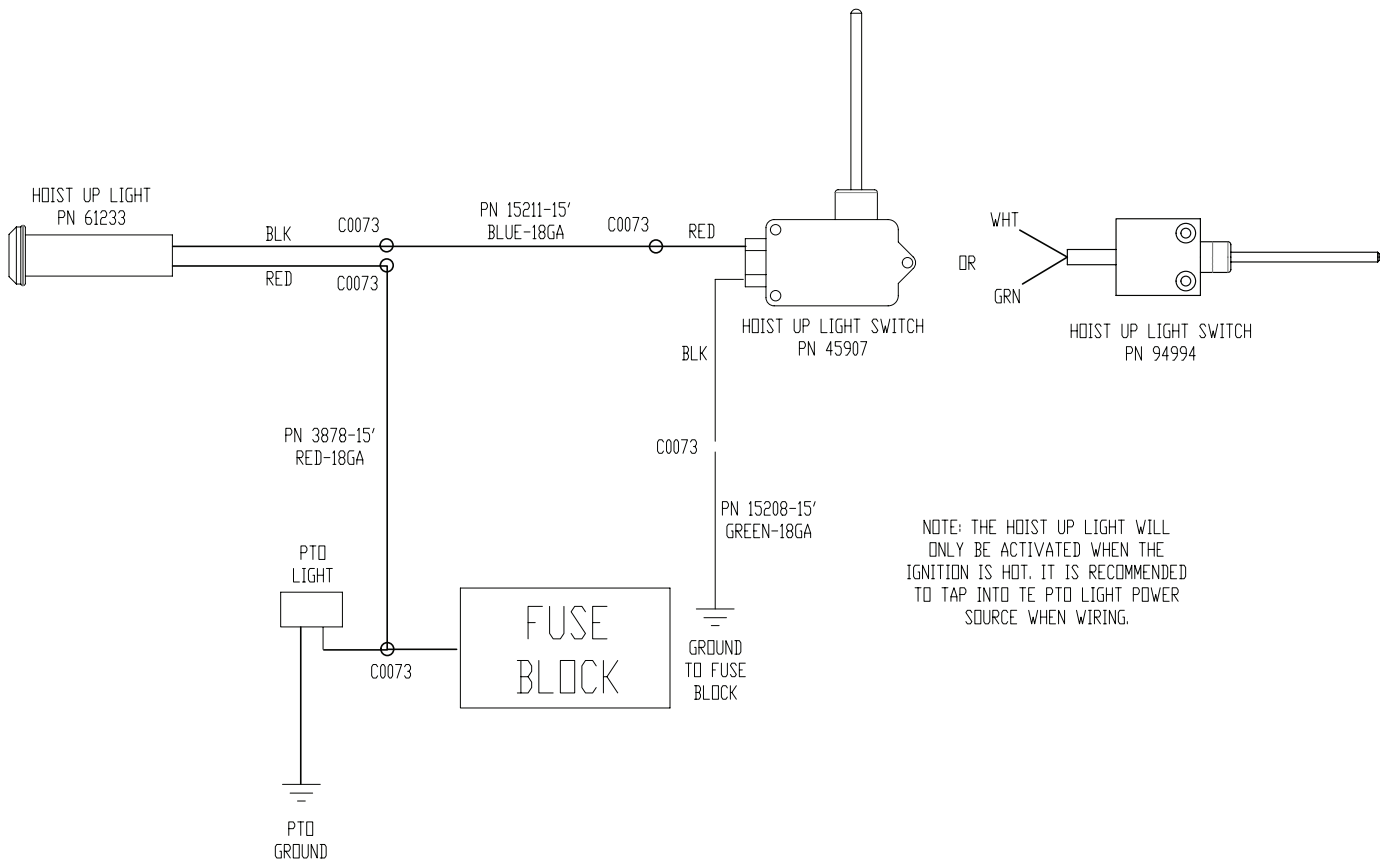 HOIST UP LIGHT
PN 61233
BLK
RED
C0073
C0073
PN 15211-15'
BLUE-18GA
C0073
RED
HOIST UP LIGHT SWITCH
PN 45907
OR
WHT
GRN
HOIST UP LIGHT SWITCH
PN 94994
BLK
C0073
PN 15208-15'
GREEN-18GA
GROUND
TO FUSE
BLOCK
PN 3878-15'
RED-18GA
PTO
LIGHT
C0073
FUSE
BLOCK
PTO
GROUND
NOTE: THE HOIST UP LIGHT WILL
ONLY BE ACTIVATED WHEN THE
IGNITION IS HOT. IT IS RECOMMENDED
TO TAP INTO TE PTO LIGHT POWER
SOURCE WHEN WIRING.